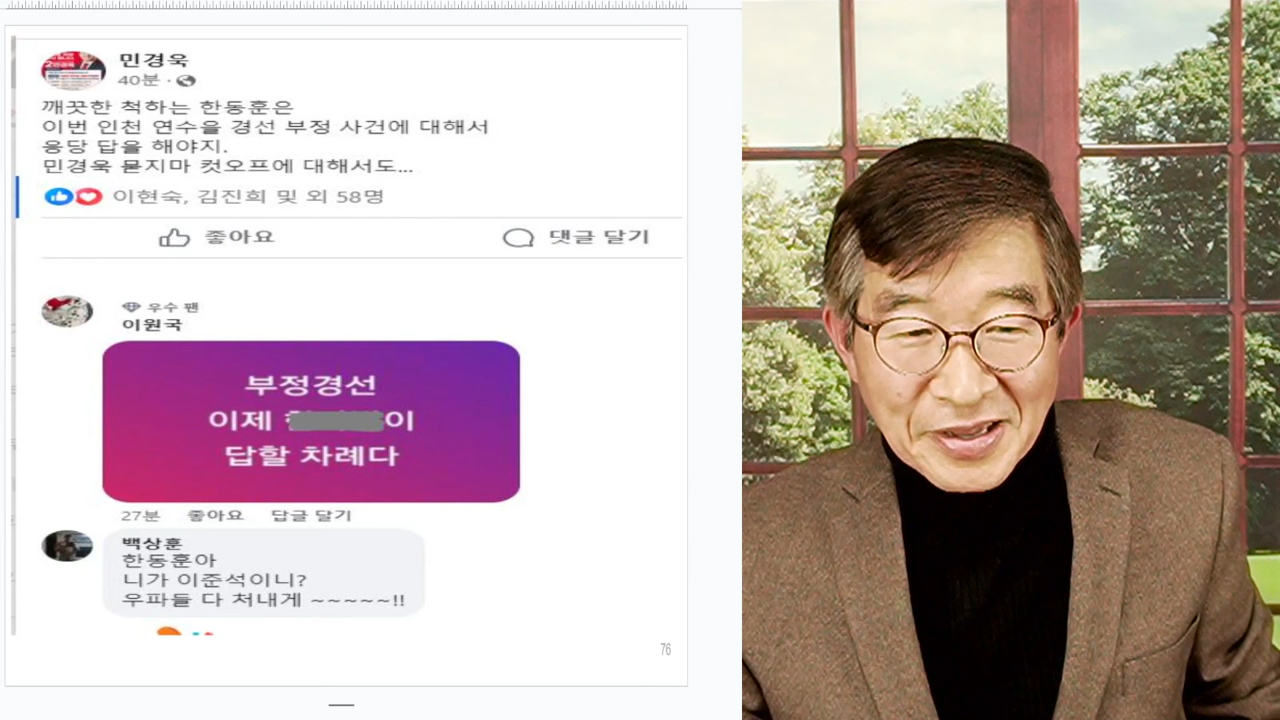 민경욱
40분 ·
깨끗한 척하는 한동훈은
이번 인천 연수을 경선 부정 사건에 대해서
응당 답을 해야지.
민경욱 묻지마 컷오프에 대해서도...
이현숙, 김진희 및 외 58명
좋아요 댓글 달기
우수 팬
이원국
부정경선
이제 이
답할 차례다
27분 좋아요 답글 달기
백상훈
한동훈아
니가 이준석이니?
우파들 다 처내게 ~~~~~!!
76